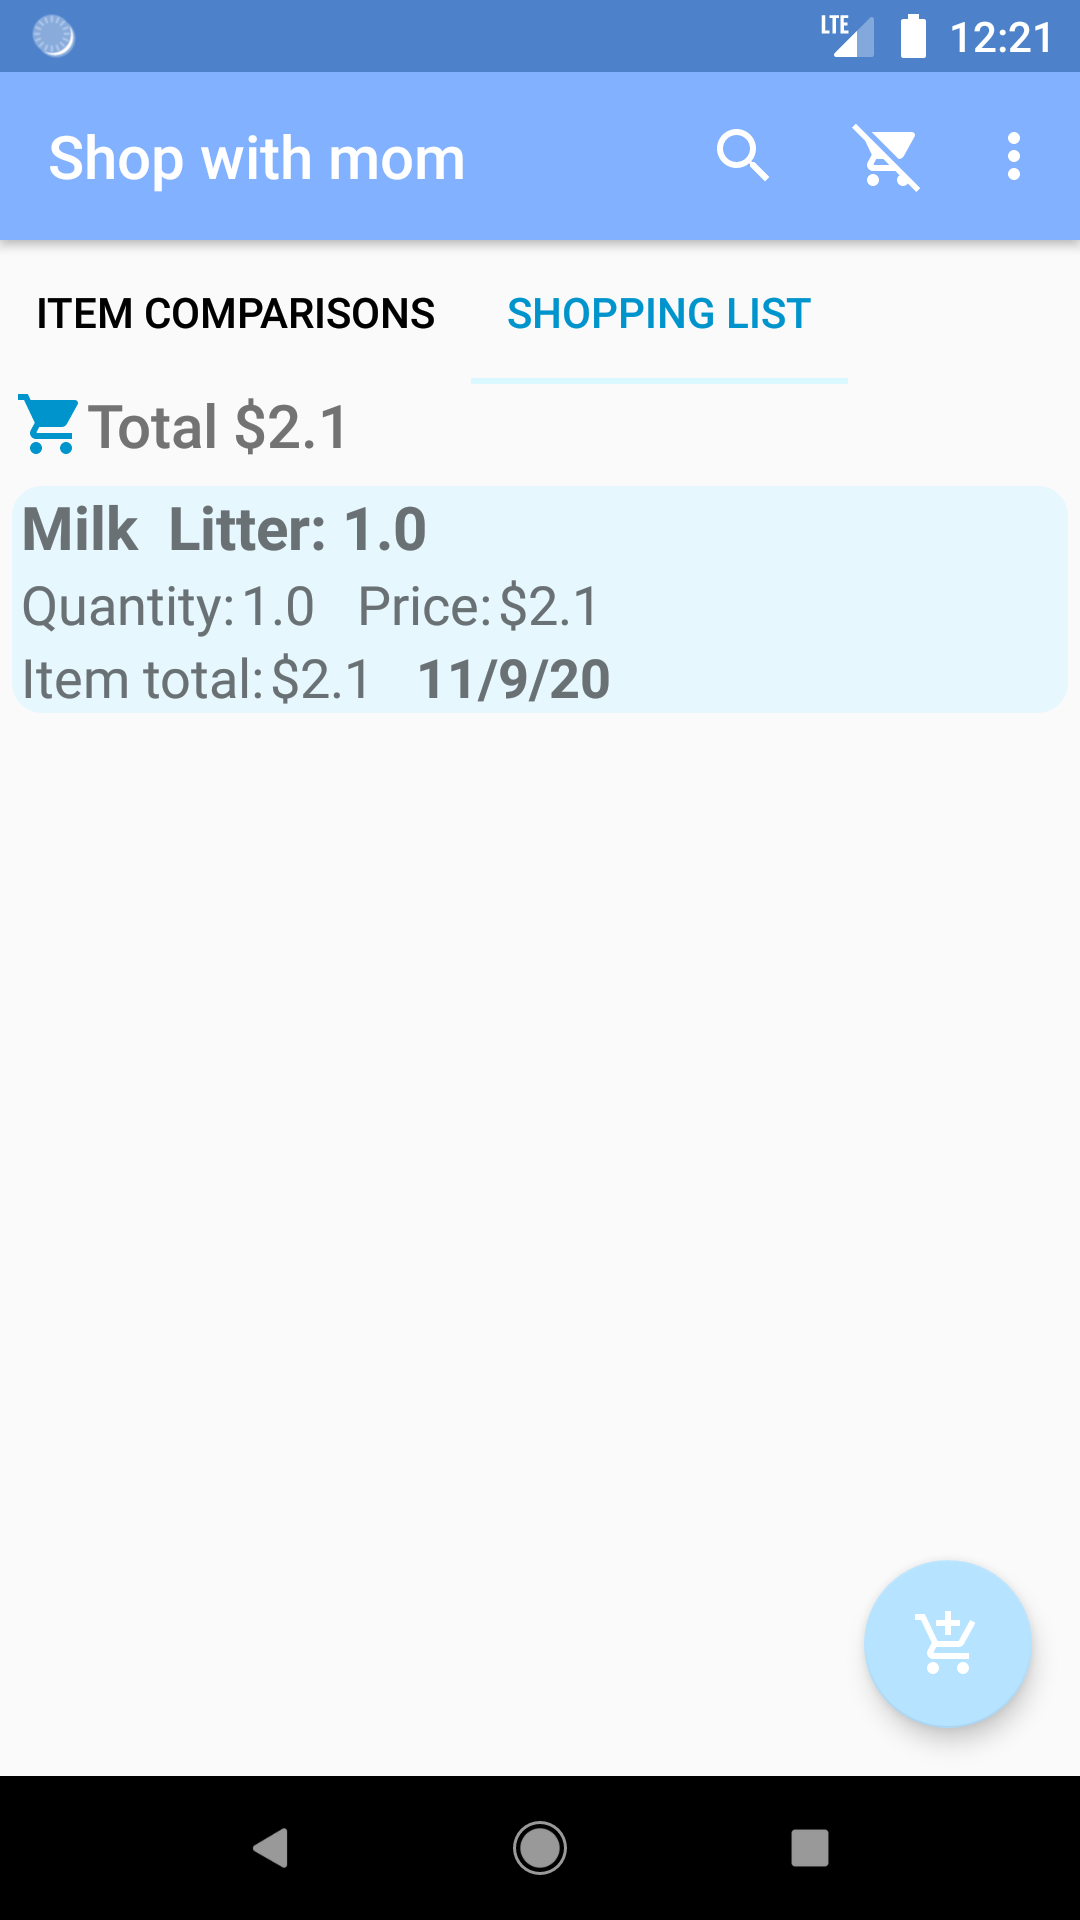 LTE 12:21
Shop with mom
ITEM COMPARISONS SHOPPING LIST
Total $2.1
Milk Litter: 1.0
Quantity: 1.0 Price: $2.1
Item total: $2.1 11/9/20